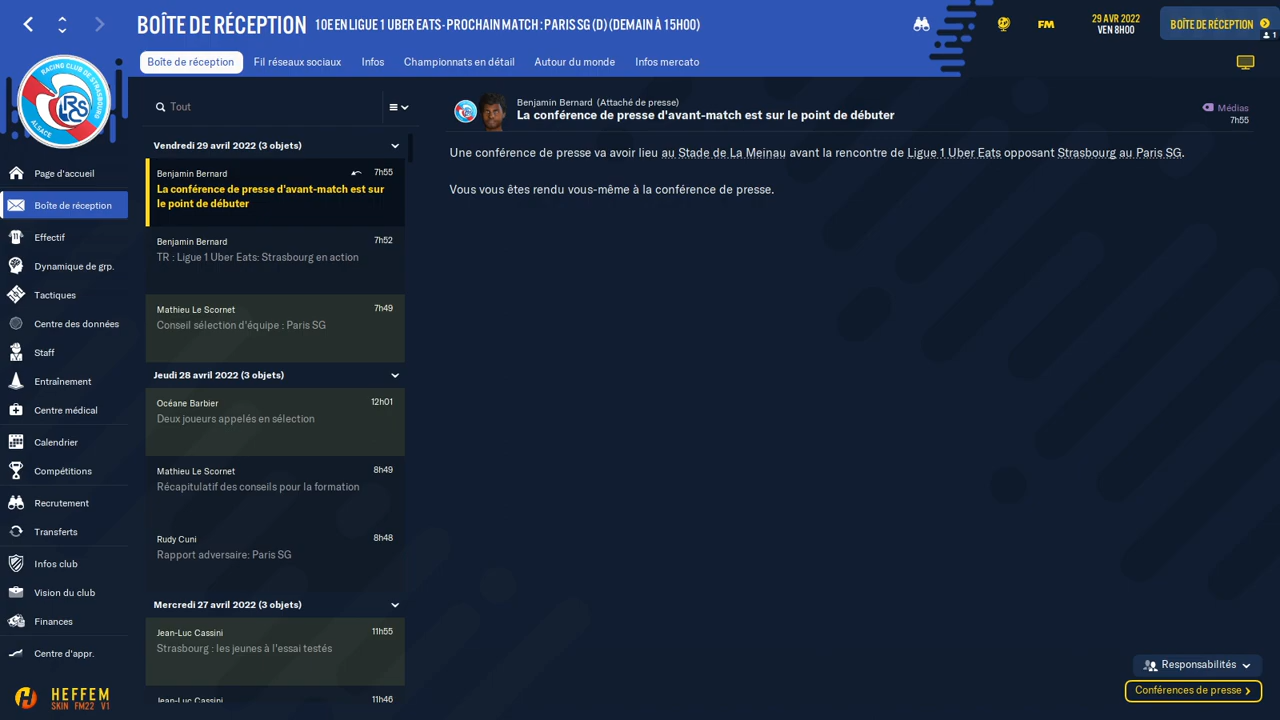 BOÎTE DE RÉCEPTION
10E EN LIGUE 1 UBER EATS - PROCHAIN MATCH : PARIS SG (D) (DEMAIN À 15H00)
FM
29 AVR 2022
VEN 8H00
BOÎTE DE RÉCEPTION
1
Boîte de réception
Fil réseaux sociaux
Infos
Championnats en détail
Autour du monde
Infos mercato
RACING CLUB DE STRASBOURG
ALSACE
Page d'accueil
Boîte de réception
Effectif
Dynamique de grp.
Tactiques
Centre des données
Staff
Entraînement
Centre médical
Calendrier
Compétitions
Recrutement
Transferts
Infos club
Vision du club
Finances
Centre d'appr.
HEFFEM
SKIN FM22 V1
Tout
Vendredi 29 avril 2022 (3 objets)
Benjamin Bernard 7h55
La conférence de presse d'avant-match est sur
le point de débuter
Benjamin Bernard 7h52
TR : Ligue 1 Uber Eats: Strasbourg en action
Mathieu Le Scornet 7h49
Conseil sélection d'équipe : Paris SG
Jeudi 28 avril 2022 (3 objets)
Océane Barbier 12h01
Deux joueurs appelés en sélection
Mathieu Le Scornet 8h49
Récapitulatif des conseils pour la formation
Rudy Cuni 8h48
Rapport adversaire: Paris SG
Mercredi 27 avril 2022 (3 objets)
Jean-Luc Cassini 11h55
Strasbourg : les jeunes à l'essai testés
Jean-Luc Cassini 11h46
Benjamin Bernard (Attaché de presse)
La conférence de presse d'avant-match est sur le point de débuter
Médias
7h55
Une conférence de presse va avoir lieu au Stade de La Meinau avant la rencontre de Ligue 1 Uber Eats opposant Strasbourg au Paris SG.
Vous vous êtes rendu vous-même à la conférence de presse.
Responsabilités
Conférences de presse